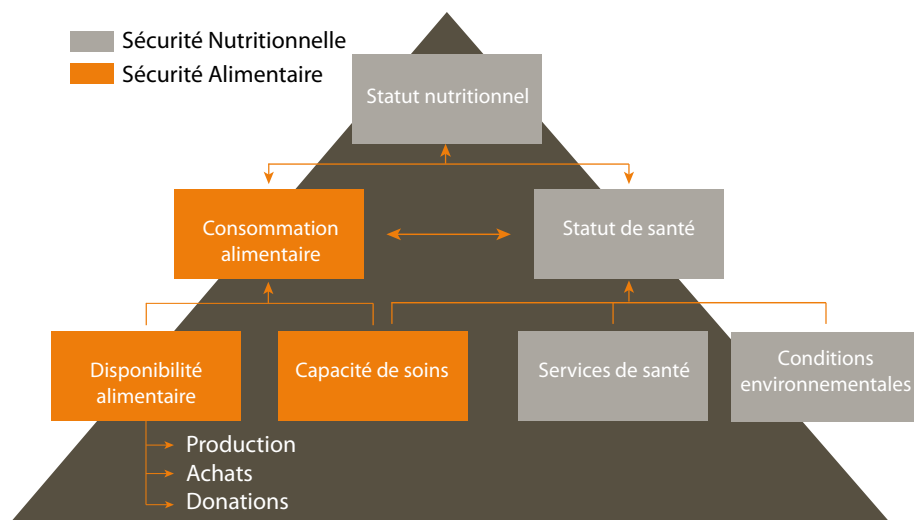 Sécurité Nutritionnelle
Sécurité Alimentaire
Statut nutritionnel
Consommation
alimentaire
Statut de santé
Disponibilité
alimentaire
Capacité de soins
Services de santé
Conditions
environnementales
Production
Achats
Donations